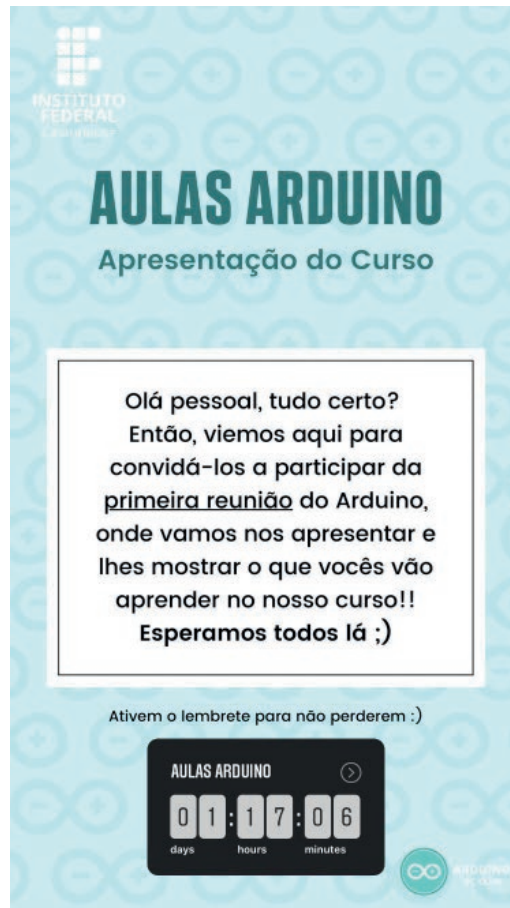 INSTITUTO
FEDERAL
AULAS ARDUINO
Apresentação do Curso
Olá pessoal, tudo certo?
Então, viemos aqui para
convidá-los a participar da
primeira reunião do Arduino,
onde vamos nos apresentar e
lhes mostrar o que vocês vão
aprender no nosso curso!!
Esperamos todos lá ;)
Ativem o lembrete para não perderem :)
AULAS ARDUINO
01:17:06
days hours minutes
ARDUINO